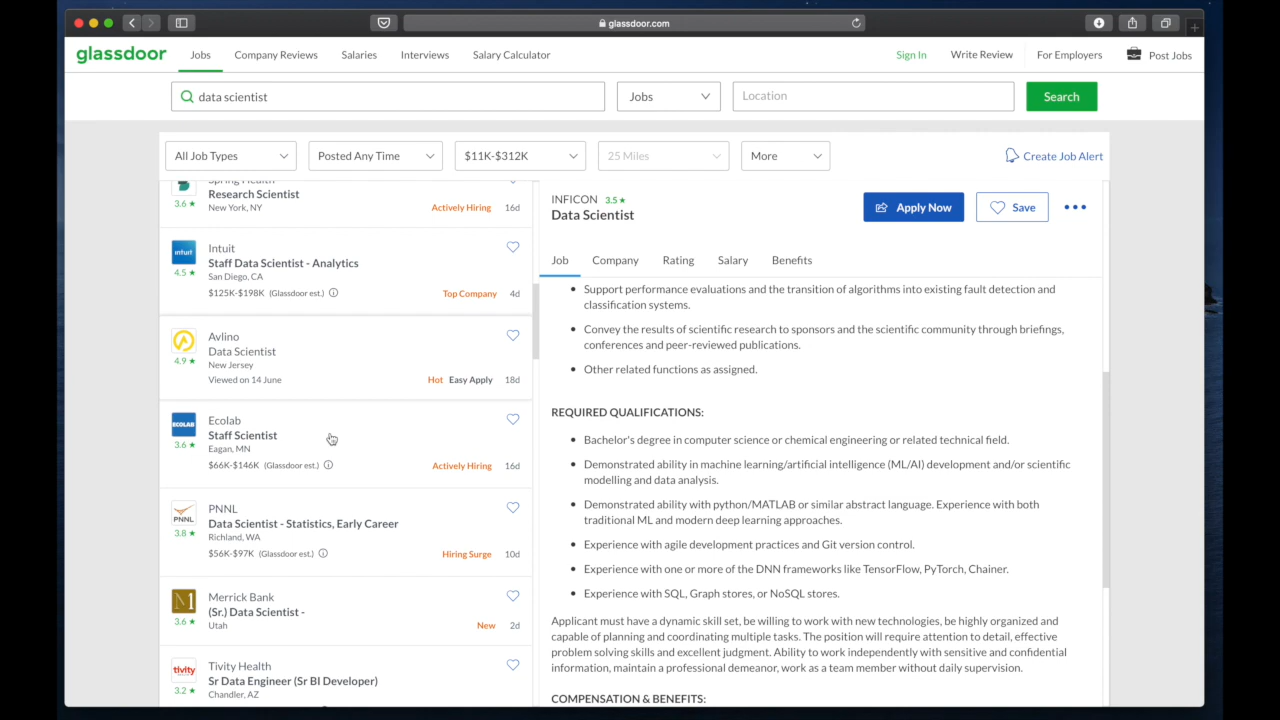 glassdoor.com
glassdoor Jobs Company Reviews Salaries Interviews Salary Calculator Sign In Write Review For Employers Post Jobs
data scientist Jobs Location Search
All Job Types Posted Any Time $11K-$312K 25 Miles More Create Job Alert
Spring Health
3.6 ★ Research Scientist
New York, NY
Actively Hiring 16d
intuit Intuit
4.5 ★ Staff Data Scientist - Analytics
San Diego, CA
$125K-$198K (Glassdoor est.)
Top Company 4d
Avlino
4.9 ★ Data Scientist
New Jersey
Viewed on 14 June
Hot Easy Apply 18d
ECOLAB Ecolab
3.6 ★ Staff Scientist
Eagan, MN
$66K-$146K (Glassdoor est.)
Actively Hiring 16d
PNNL PNNL
3.8 ★ Data Scientist - Statistics, Early Career
Richland, WA
$56K-$97K (Glassdoor est.)
Hiring Surge 10d
Merrick Bank
3.6 ★ (Sr.) Data Scientist -
Utah
New 2d
tivity Tivity Health
3.2 ★ Sr Data Engineer (Sr BI Developer)
Chandler, AZ
INFICON 3.5 ★
Data Scientist
Apply Now Save
Job Company Rating Salary Benefits
• Support performance evaluations and the transition of algorithms into existing fault detection and
classification systems.
• Convey the results of scientific research to sponsors and the scientific community through briefings,
conferences and peer-reviewed publications.
• Other related functions as assigned.
REQUIRED QUALIFICATIONS:
• Bachelor's degree in computer science or chemical engineering or related technical field.
• Demonstrated ability in machine learning/artificial intelligence (ML/AI) development and/or scientific
modelling and data analysis.
• Demonstrated ability with python/MATLAB or similar abstract language. Experience with both
traditional ML and modern deep learning approaches.
• Experience with agile development practices and Git version control.
• Experience with one or more of the DNN frameworks like TensorFlow, PyTorch, Chainer.
• Experience with SQL, Graph stores, or NoSQL stores.
Applicant must have a dynamic skill set, be willing to work with new technologies, be highly organized and
capable of planning and coordinating multiple tasks. The position will require attention to detail, effective
problem solving skills and excellent judgment. Ability to work independently with sensitive and confidential
information, maintain a professional demeanor, work as a team member without daily supervision.
COMPENSATION & BENEFITS: